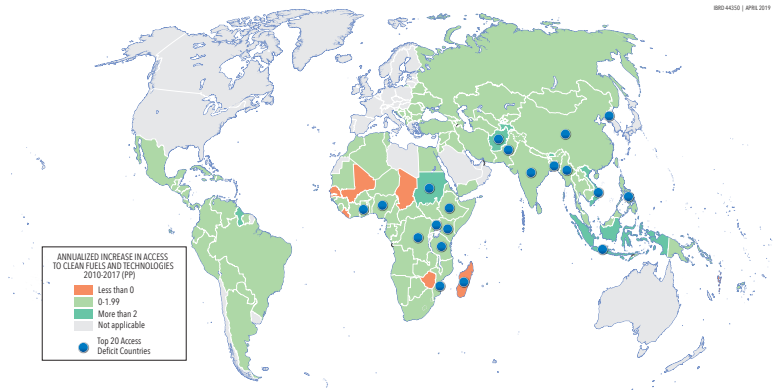 IBRD 44350 | APRIL 2019
ANNUALIZED INCREASE IN ACCESS
TO CLEAN FUELS AND TECHNOLOGIES
2010-2017 (PP)
Less than 0
0-1.99
More than 2
Not applicable
Top 20 Access
Deficit Countries